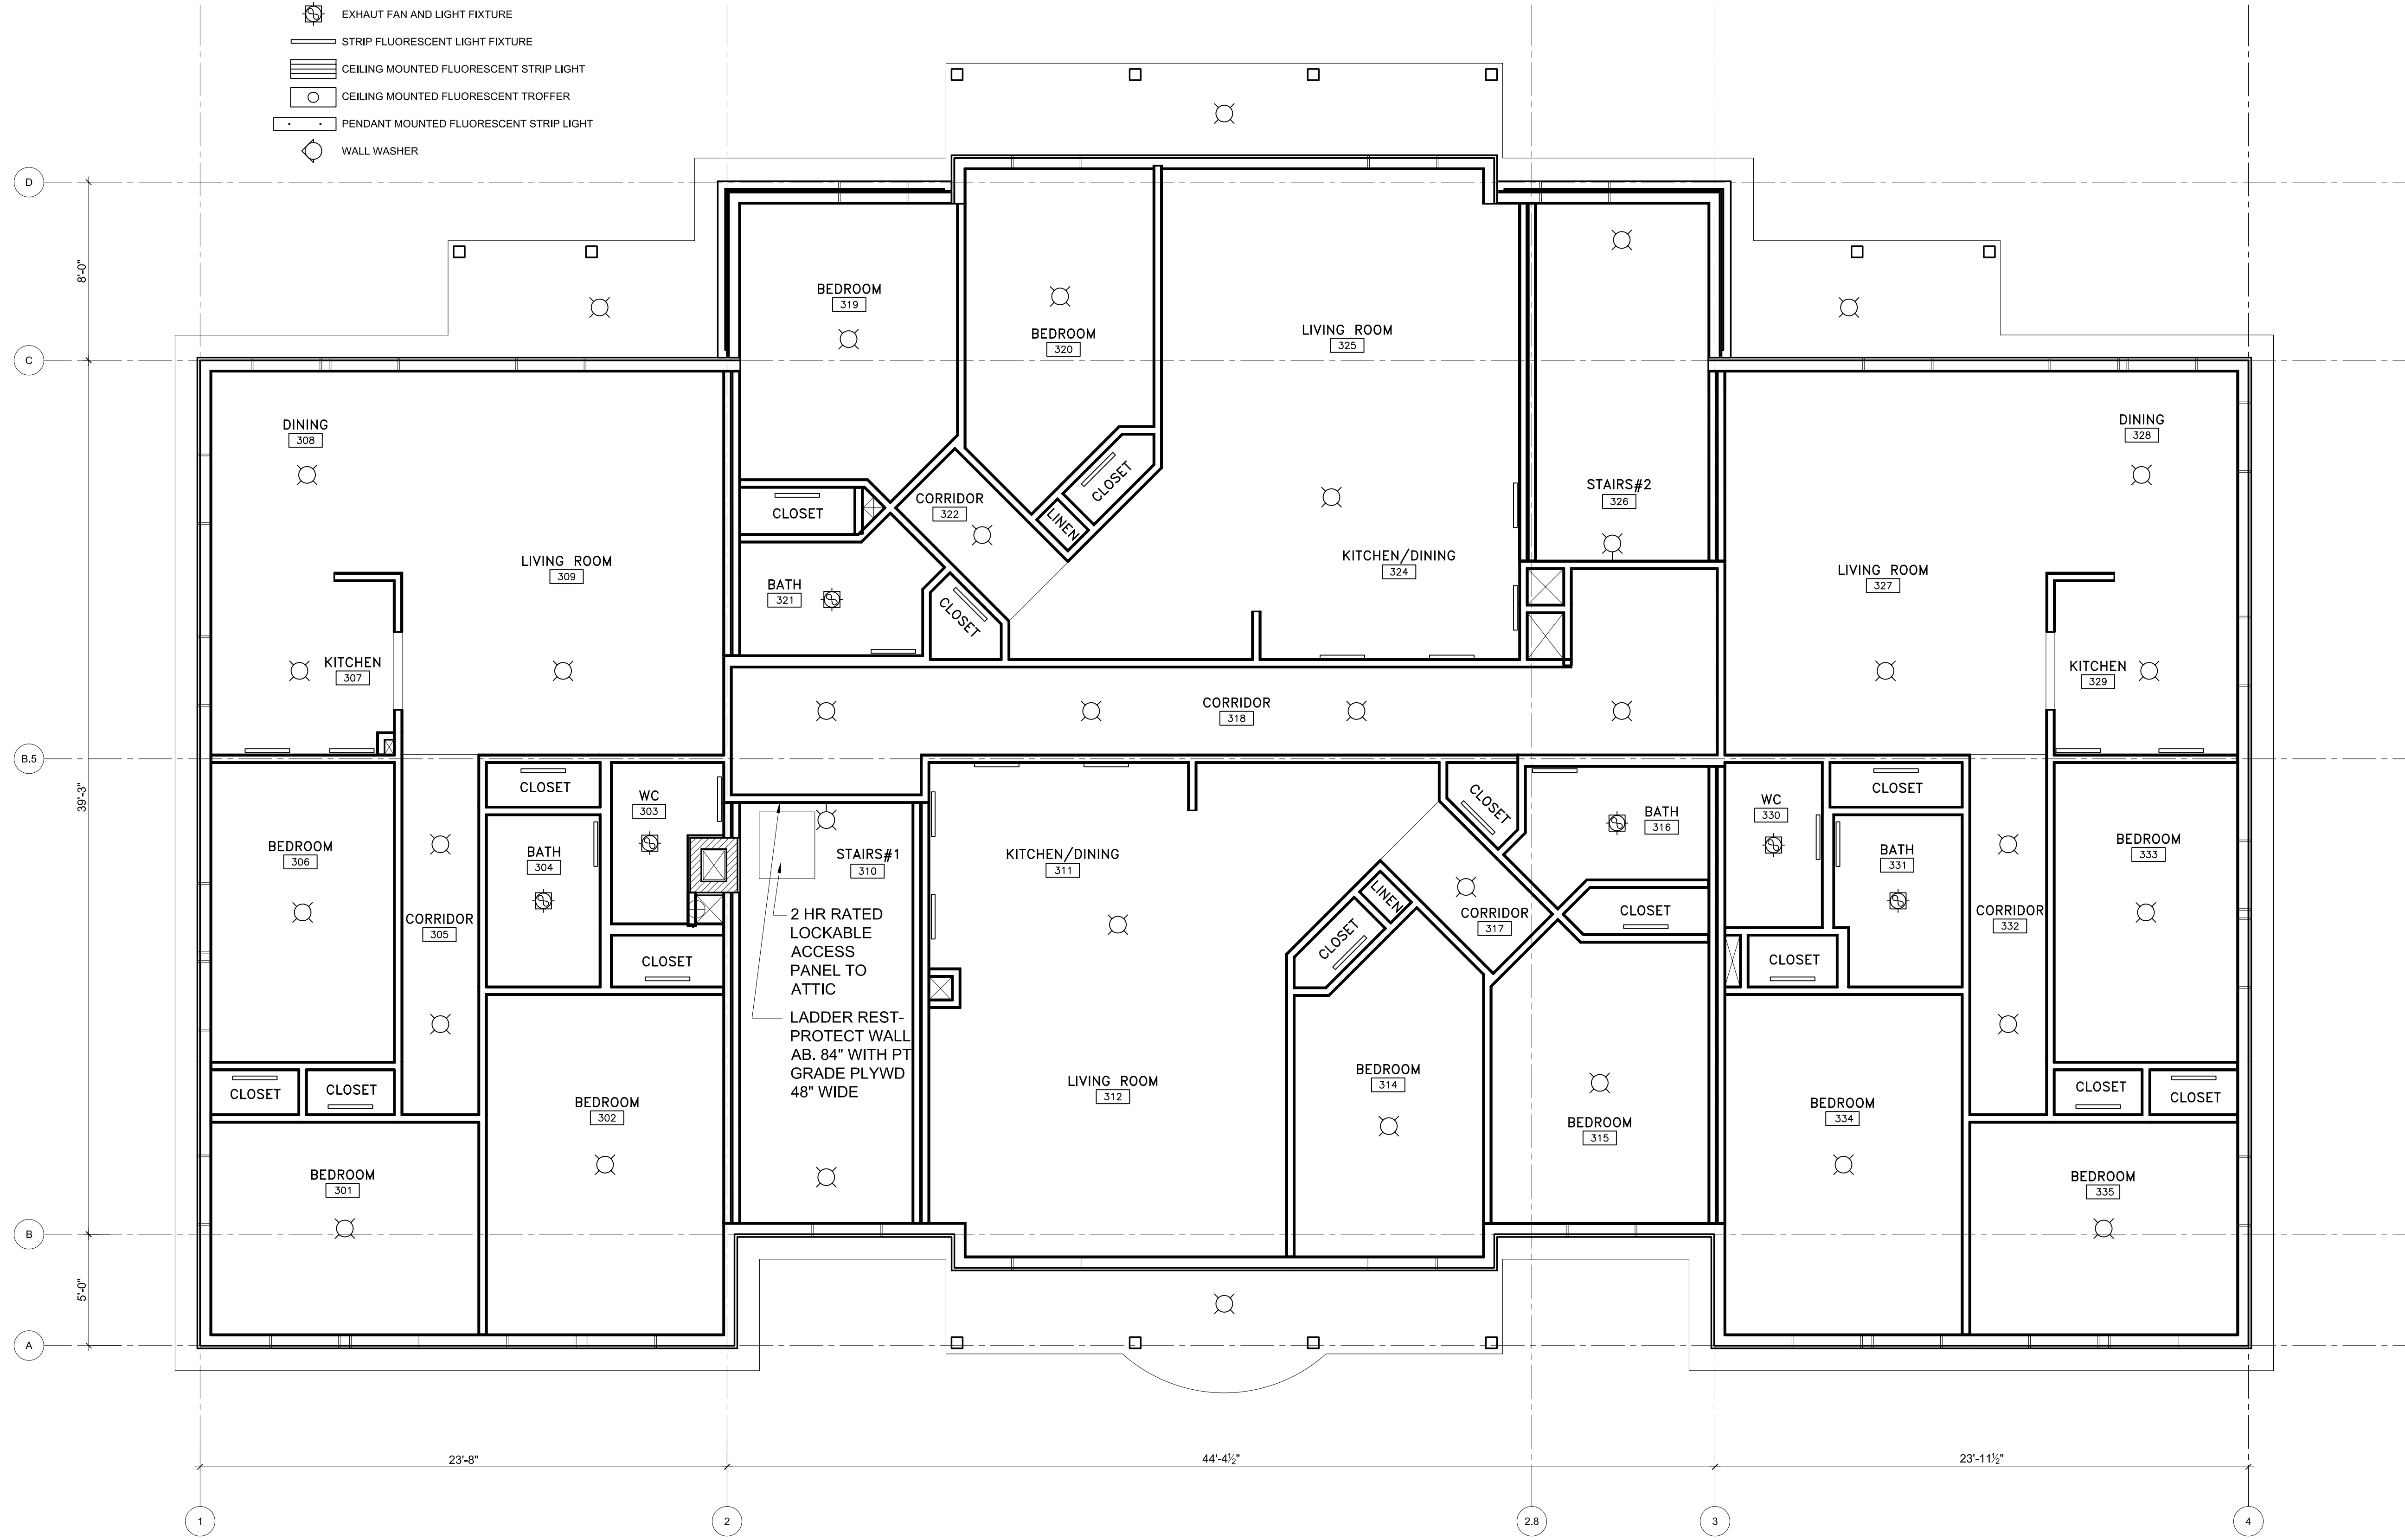 EXHAUT FAN AND LIGHT FIXTURE
STRIP FLUORESCENT LIGHT FIXTURE
CEILING MOUNTED FLUORESCENT STRIP LIGHT
CEILING MOUNTED FLUORESCENT TROFFER
PENDANT MOUNTED FLUORESCENT STRIP LIGHT
WALL WASHER
D
8'-0"
C
39'-3"
B.5
B
5'-0"
A
BEDROOM
319
BEDROOM
320
LIVING ROOM
325
DINING
308
LIVING ROOM
309
KITCHEN
307
CLOSET
CORRIDOR
322
CLOSET
LINEN
BATH
321
CLOSET
KITCHEN/DINING
324
STAIRS#2
326
DINING
328
LIVING ROOM
327
KITCHEN
329
CORRIDOR
318
CLOSET
WC
303
BEDROOM
306
BATH
304
CORRIDOR
305
CLOSET
CLOSET
CLOSET
BEDROOM
301
BEDROOM
302
STAIRS#1
310
2 HR RATED
LOCKABLE
ACCESS
PANEL TO
ATTIC
LADDER REST-
PROTECT WALL
AB. 84" WITH PT
GRADE PLYWD
48" WIDE
KITCHEN/DINING
311
LIVING ROOM
312
CLOSET
LINEN
CLOSET
CORRIDOR
317
BATH
316
CLOSET
BEDROOM
314
BEDROOM
315
WC
330
CLOSET
BATH
331
CLOSET
CORRIDOR
332
BEDROOM
333
CLOSET
CLOSET
BEDROOM
334
BEDROOM
335
23'-8"
44'-4½"
23'-11½"
1
2
2.8
3
4